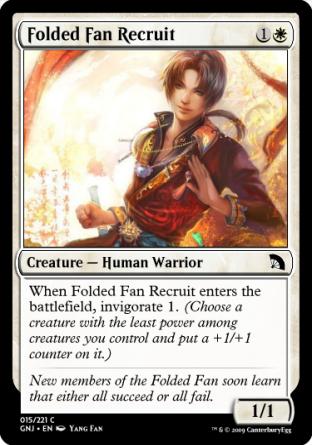 Folded Fan Recruit 1
Creature — Human Warrior
When Folded Fan Recruit enters the
battlefield, invigorate 1. (Choose a
creature with the least power among
creatures you control and put a +1/+1
counter on it.)
New members of the Folded Fan soon learn
that either all succeed or all fail.
1/1
015/221 C
GNJ • EN Yang Fan
™ & © 2019 CanterburyEgg